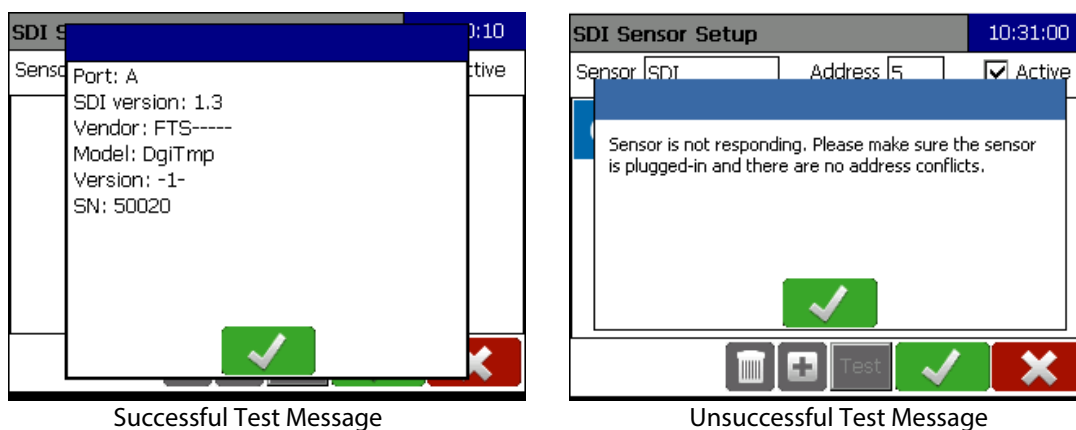 SDI S
0:10
Senso
ctive
Port: A
SDI version: 1.3
Vendor: FTS-----
Model: DgiTmp
Version: -1-
SN: 50020
Successful Test Message
SDI Sensor Setup 10:31:00
Sensor SDI Address 5 Active
Sensor is not responding. Please make sure the sensor
is plugged-in and there are no address conflicts.
Test
Unsuccessful Test Message